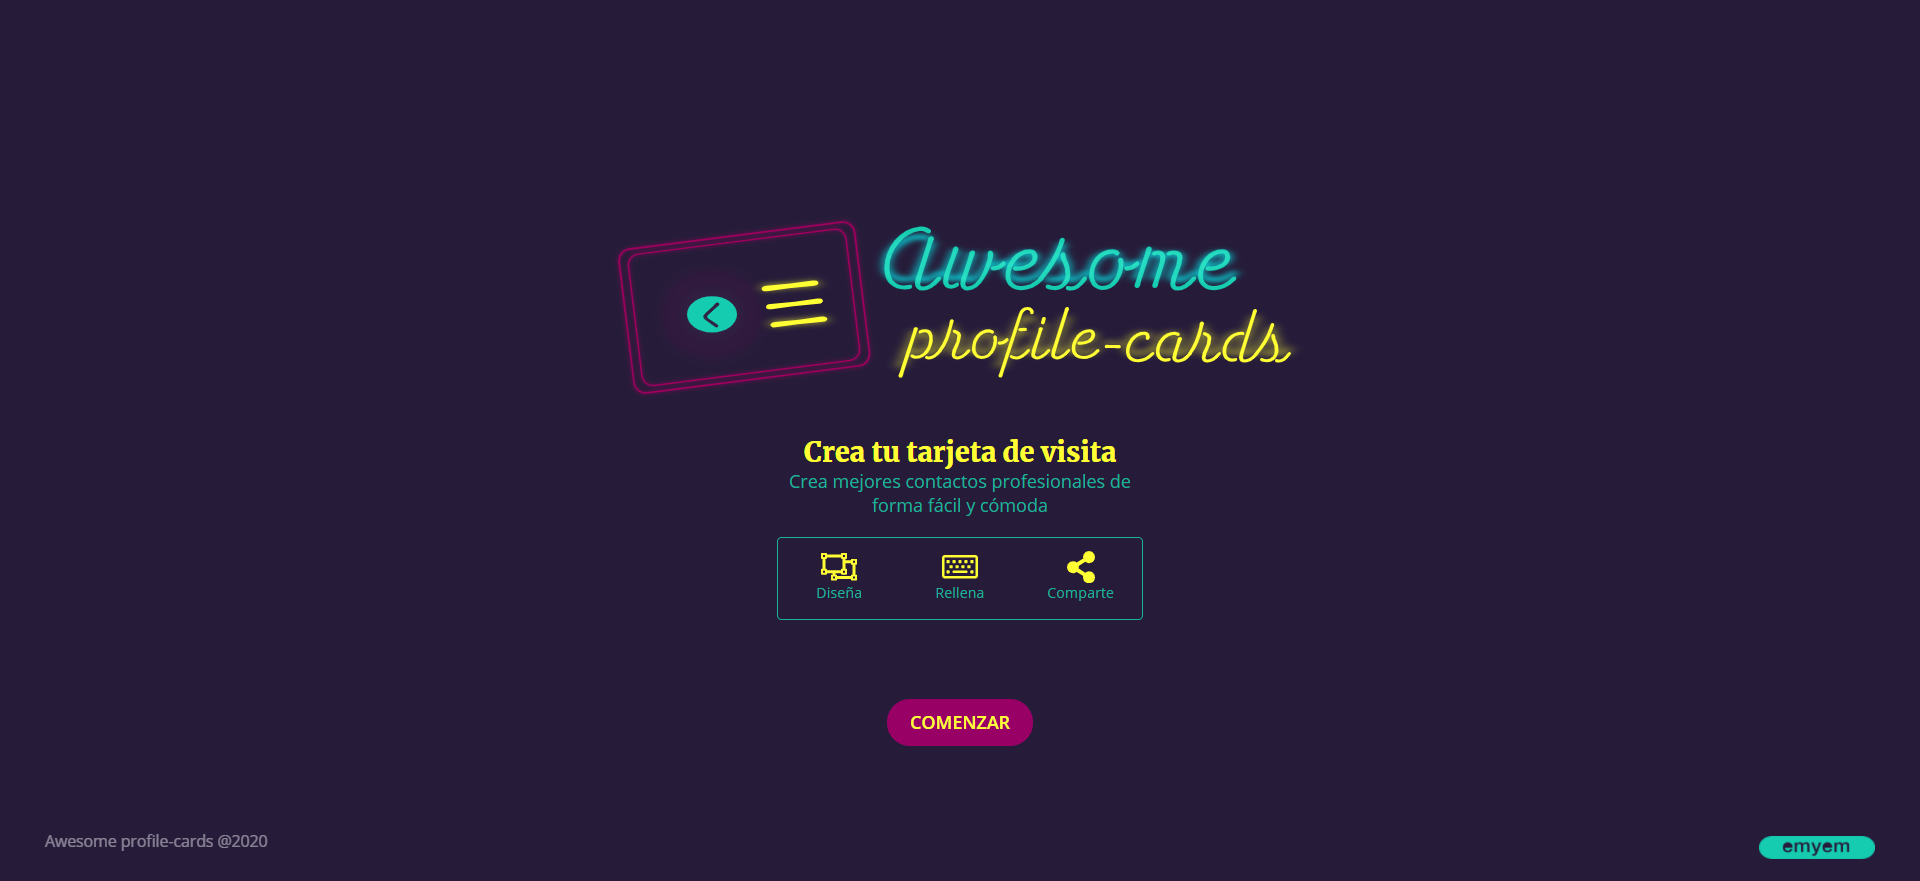 Awesome
profile-cards
Crea tu tarjeta de visita
Crea mejores contactos profesionales de
forma fácil y cómoda
Diseña
Rellena
Comparte
COMENZAR
Awesome profile-cards @2020
emyem